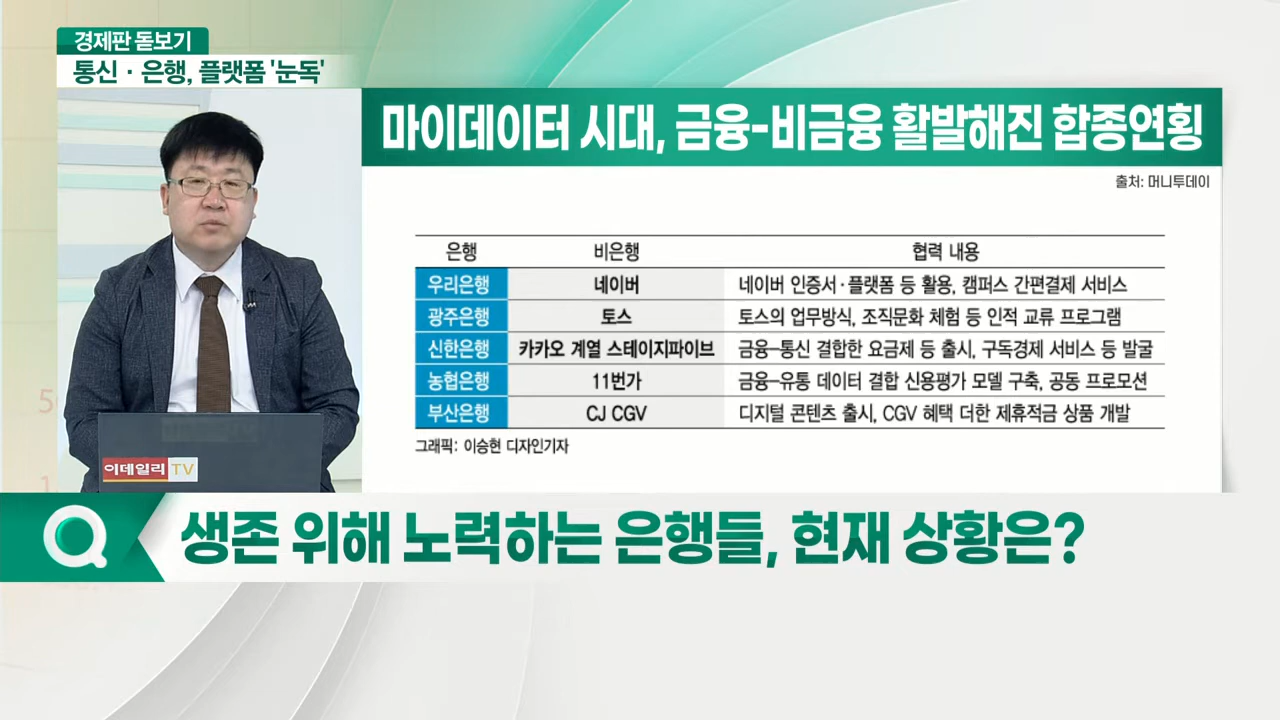 경제판 돋보기
통신·은행, 플랫폼 '눈독'
마이데이터 시대, 금융-비금융 활발해진 합종연횡
출처: 머니투데이
은행 비은행 협력 내용
우리은행 네이버 네이버 인증서·플랫폼 등 활용, 캠퍼스 간편결제 서비스
광주은행 토스 토스의 업무방식, 조직문화 체험 등 인적 교류 프로그램
신한은행 카카오 계열 스테이지파이브 금융–통신 결합한 요금제 등 출시, 구독경제 서비스 등 발굴
농협은행 11번가 금융–유통 데이터 결합 신용평가 모델 구축, 공동 프로모션
부산은행 CJ CGV 디지털 콘텐츠 출시, CGV 혜택 더한 제휴적금 상품 개발
그래픽: 이승현 디자인기자
이데일리 TV
생존 위해 노력하는 은행들, 현재 상황은?